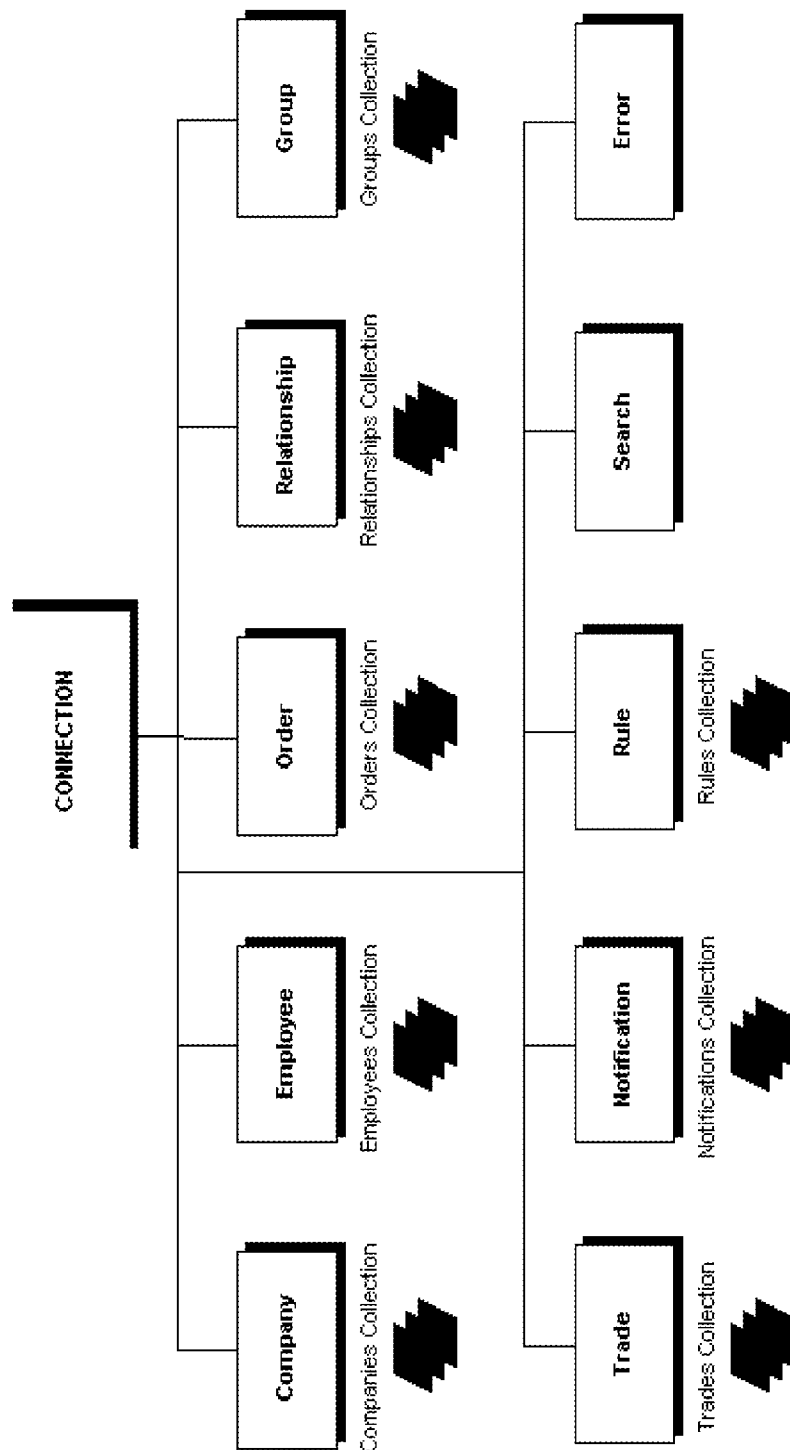 CONNECTION
Company
Employee
Order
Relationship
Group
Companies Collection
Employees Collection
Orders Collection
Relationships Collection
Groups Collection
Trade
Notification
Rule
Search
Error
Trades Collection
Notifications Collection
Rules Collection